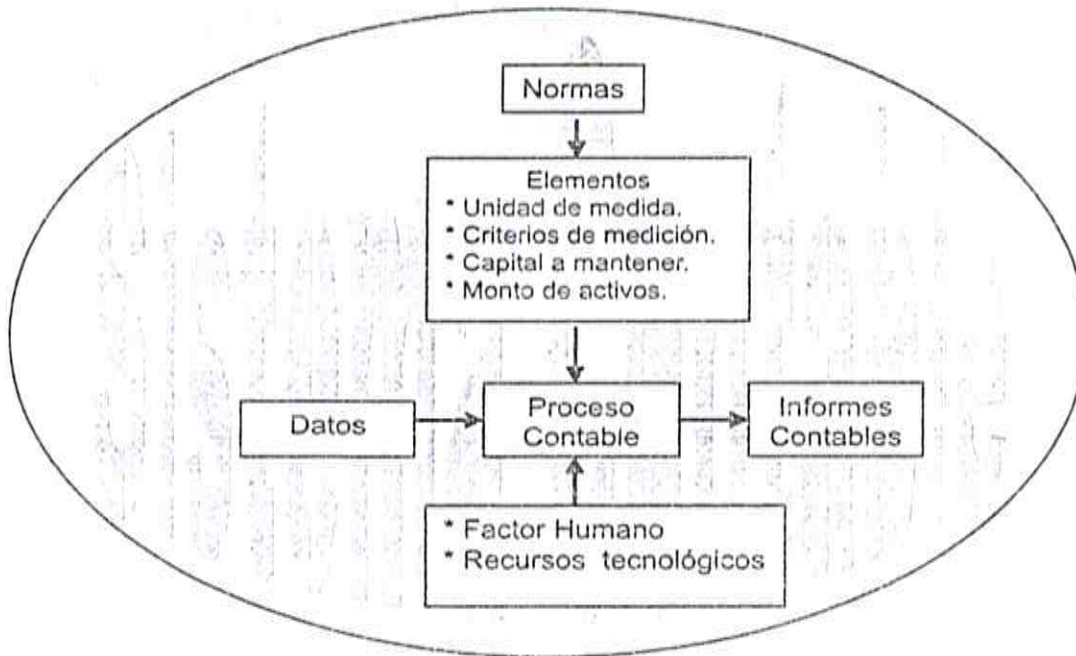 Normas
Elementos
* Unidad de medida.
* Criterios de medición.
* Capital a mantener.
* Monto de activos.
Datos
Proceso
Contable
Informes
Contables
* Factor Humano
* Recursos tecnológicos